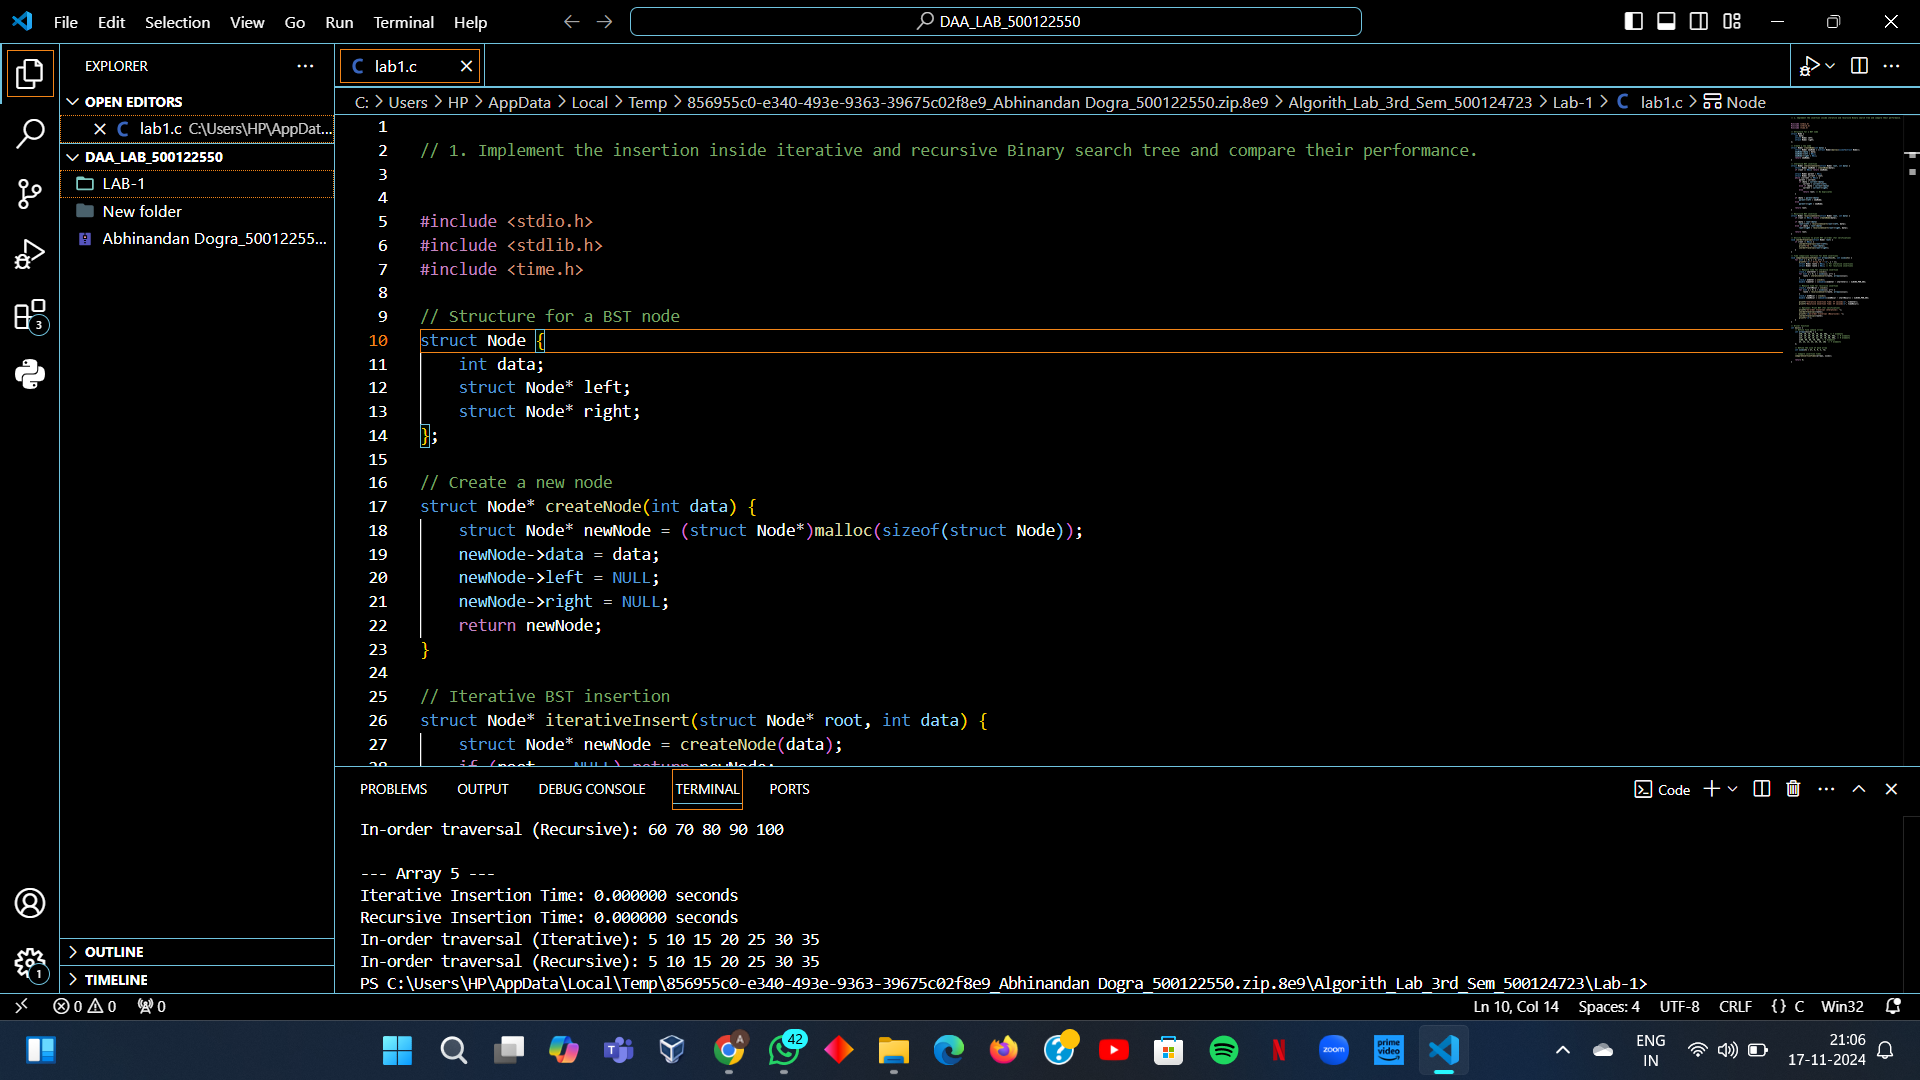 File Edit Selection View Go Run Terminal Help
DAA_LAB_500122550
EXPLORER
OPEN EDITORS
lab1.c C:\Users\HP\AppDat...
DAA_LAB_500122550
LAB-1
New folder
Abhinandan Dogra_50012255...
OUTLINE
TIMELINE
3
1
lab1.c
C: > Users > HP > AppData > Local > Temp > 856955c0-e340-493e-9363-39675c02f8e9_Abhinandan Dogra_500122550.zip.8e9 > Algorith_Lab_3rd_Sem_500124723 > Lab-1 > C lab1.c > Node
1
2 // 1. Implement the insertion inside iterative and recursive Binary search tree and compare their performance.
3
4
5 #include <stdio.h>
6 #include <stdlib.h>
7 #include <time.h>
8
9 // Structure for a BST node
10 struct Node {
11 int data;
12 struct Node* left;
13 struct Node* right;
14 };
15
16 // Create a new node
17 struct Node* createNode(int data) {
18 struct Node* newNode = (struct Node*)malloc(sizeof(struct Node));
19 newNode->data = data;
20 newNode->left = NULL;
21 newNode->right = NULL;
22 return newNode;
23 }
24
25 // Iterative BST insertion
26 struct Node* iterativeInsert(struct Node* root, int data) {
27 struct Node* newNode = createNode(data);
PROBLEMS OUTPUT DEBUG CONSOLE TERMINAL PORTS
Code
In-order traversal (Recursive): 60 70 80 90 100
--- Array 5 ---
Iterative Insertion Time: 0.000000 seconds
Recursive Insertion Time: 0.000000 seconds
In-order traversal (Iterative): 5 10 15 20 25 30 35
In-order traversal (Recursive): 5 10 15 20 25 30 35
PS C:\Users\HP\AppData\Local\Temp\856955c0-e340-493e-9363-39675c02f8e9_Abhinandan Dogra_500122550.zip.8e9\Algorith_Lab_3rd_Sem_500124723\Lab-1>
0 0 0
Ln 10, Col 14 Spaces: 4 UTF-8 CRLF {} C Win32
A
42
zoom
prime video
ENG
IN
21:06
17-11-2024